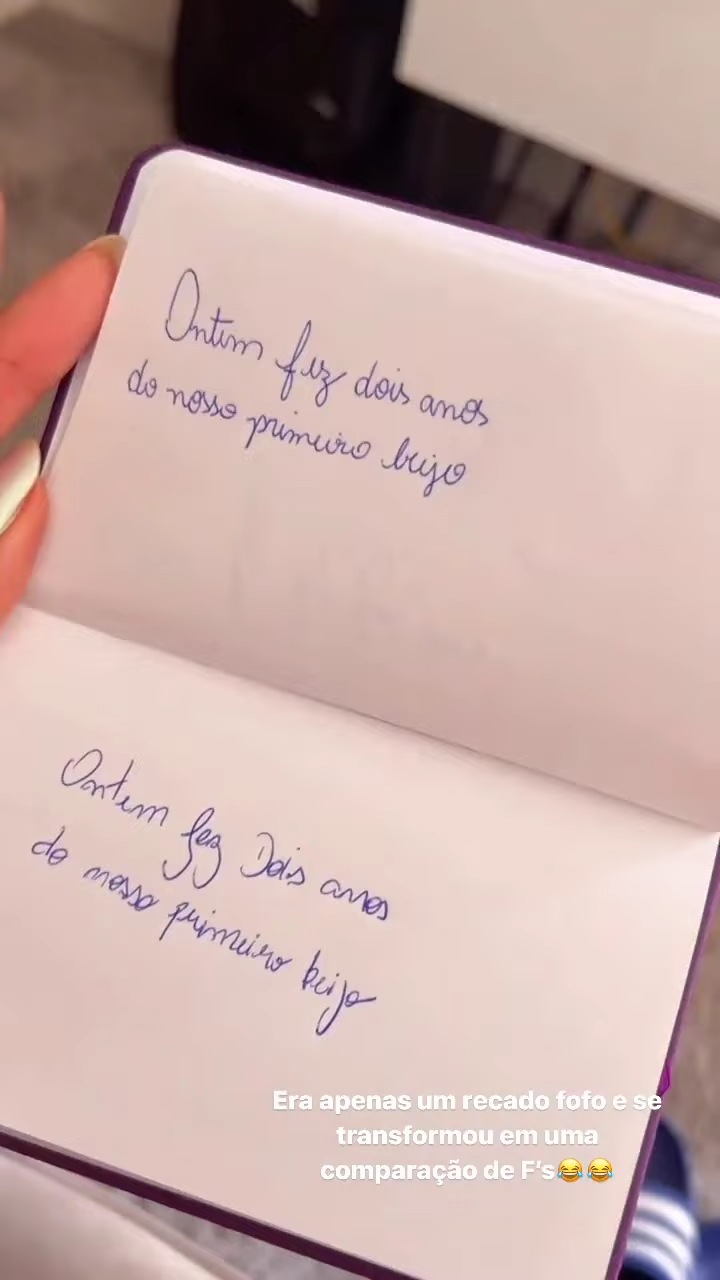 Ontem fez dois anos
do nosso primeiro beijo
Ontem fez Dois anos
do nosso primeiro beijo
Era apenas um recado fofo e se
transformou em uma
comparação de F's😂😂